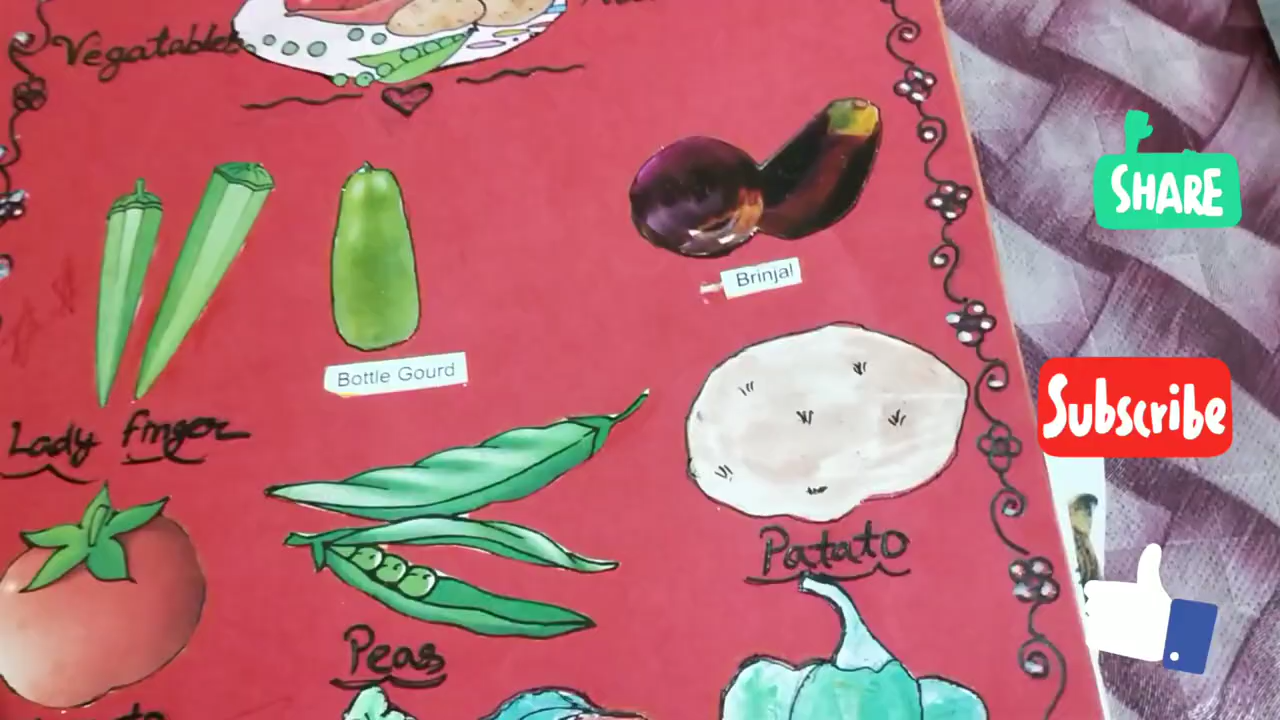 Vegatables
Brinjal
SHARE
Bottle Gourd
Subscribe
Lady finger
Patato
Peas